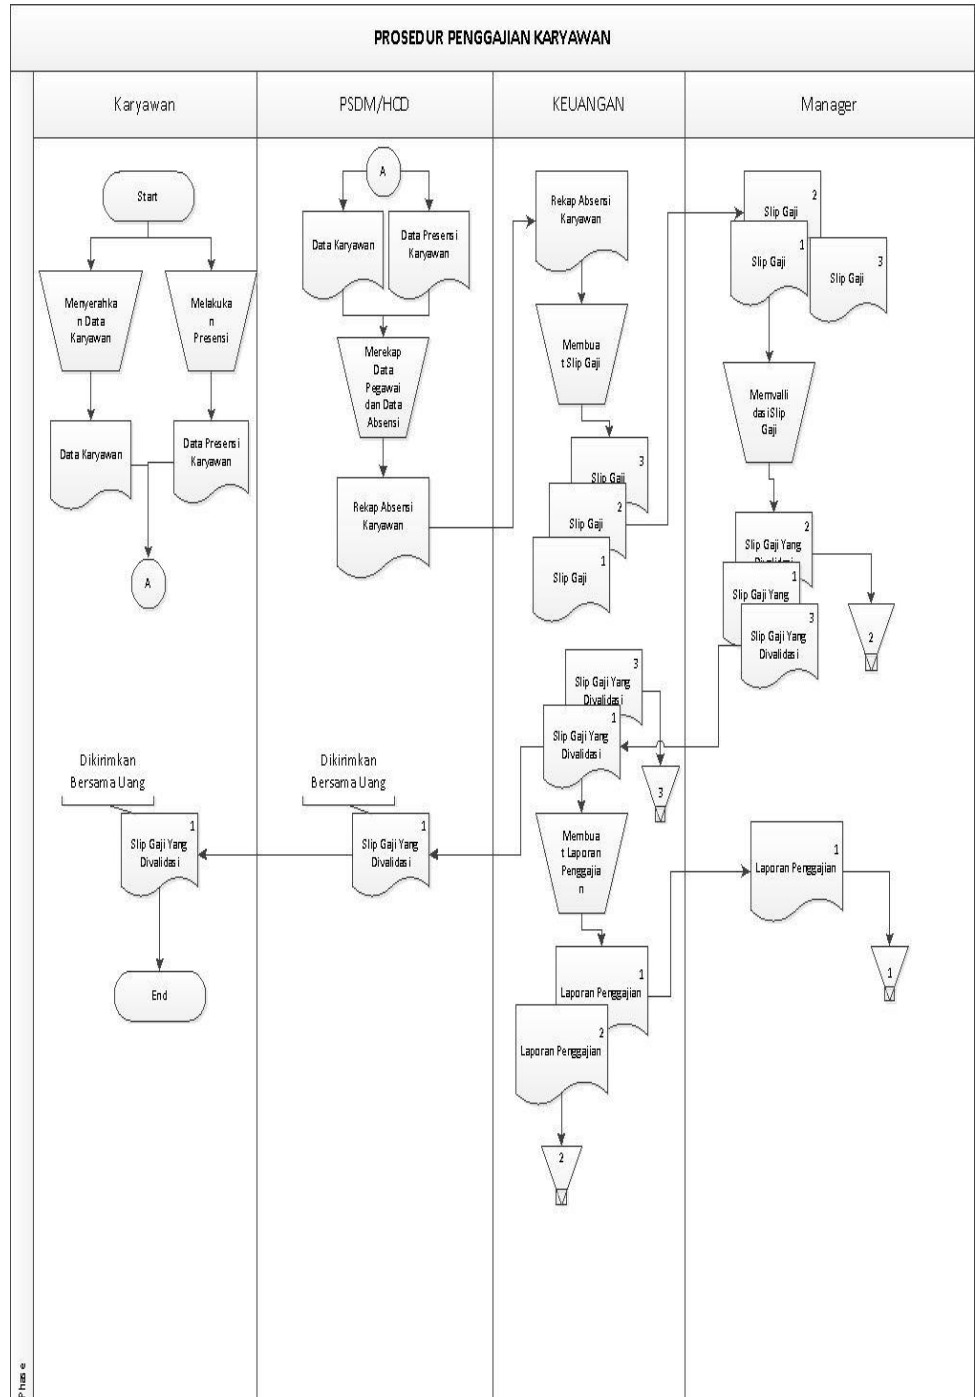 PROSEDUR PENGGAJIAN KARYAWAN
Karyawan
PSDM/HCD
KEUANGAN
Manager
Start
Menyerahka
n Data
Karyawan
Melakuka
n
Presensi
Data Karyawan
Data Presensi
Karyawan
A
Dikirimkan
Bersama Uang
1
Slip Gaji Yang
Divalidasi
End
A
Data Karyawan
Data Presensi
Karyawan
Merekap
Data
Pegawai
dan Data
Absensi
Rekap Absensi
Karyawan
Dikirimkan
Bersama Uang
1
Slip Gaji Yang
Divalidasi
Rekap Absensi
Karyawan
Membua
t Slip Gaji
3
Slip Gaji
2
Slip Gaji
1
Slip Gaji
3
Slip Gaji Yang
Divalidasi
1
Slip Gaji Yang
Divalidasi
3
Membua
t Laporan
Penggajia
n
1
Laporan Penggajian
2
Laporan Penggajian
2
2
Slip Gaji
1
Slip Gaji
3
Slip Gaji
Memvali
dasi Slip
Gaji
2
Slip Gaji Yang
Divalidasi
1
Slip Gaji Yang
3
Slip Gaji Yang
Divalidasi
2
1
Laporan Penggajian
1
Phase